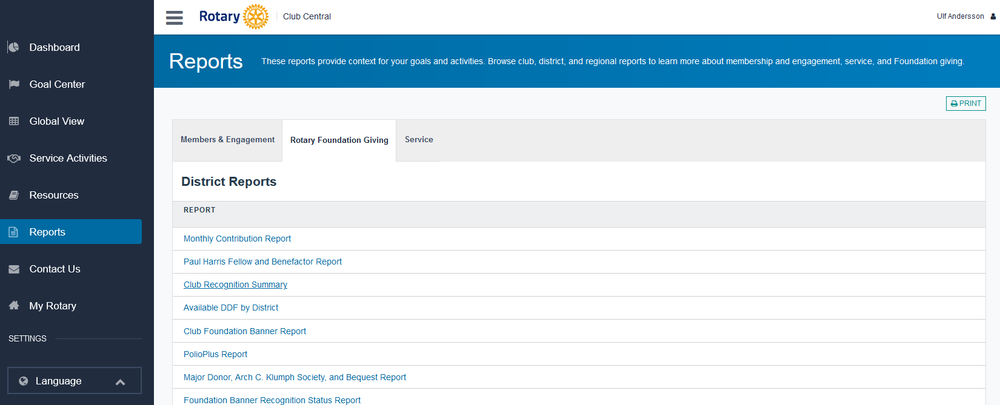 Rotary
Club Central
Ulf Andersson
Dashboard
Goal Center
Global View
Service Activities
Resources
Reports
Contact Us
My Rotary
SETTINGS
Language
Reports
These reports provide context for your goals and activities. Browse club, district, and regional reports to learn more about membership and engagement, service, and Foundation giving.
PRINT
Members & Engagement
Rotary Foundation Giving
Service
District Reports
REPORT
Monthly Contribution Report
Paul Harris Fellow and Benefactor Report
Club Recognition Summary
Available DDF by District
Club Foundation Banner Report
PolioPlus Report
Major Donor, Arch C. Klumph Society, and Bequest Report
Foundation Banner Recognition Status Report